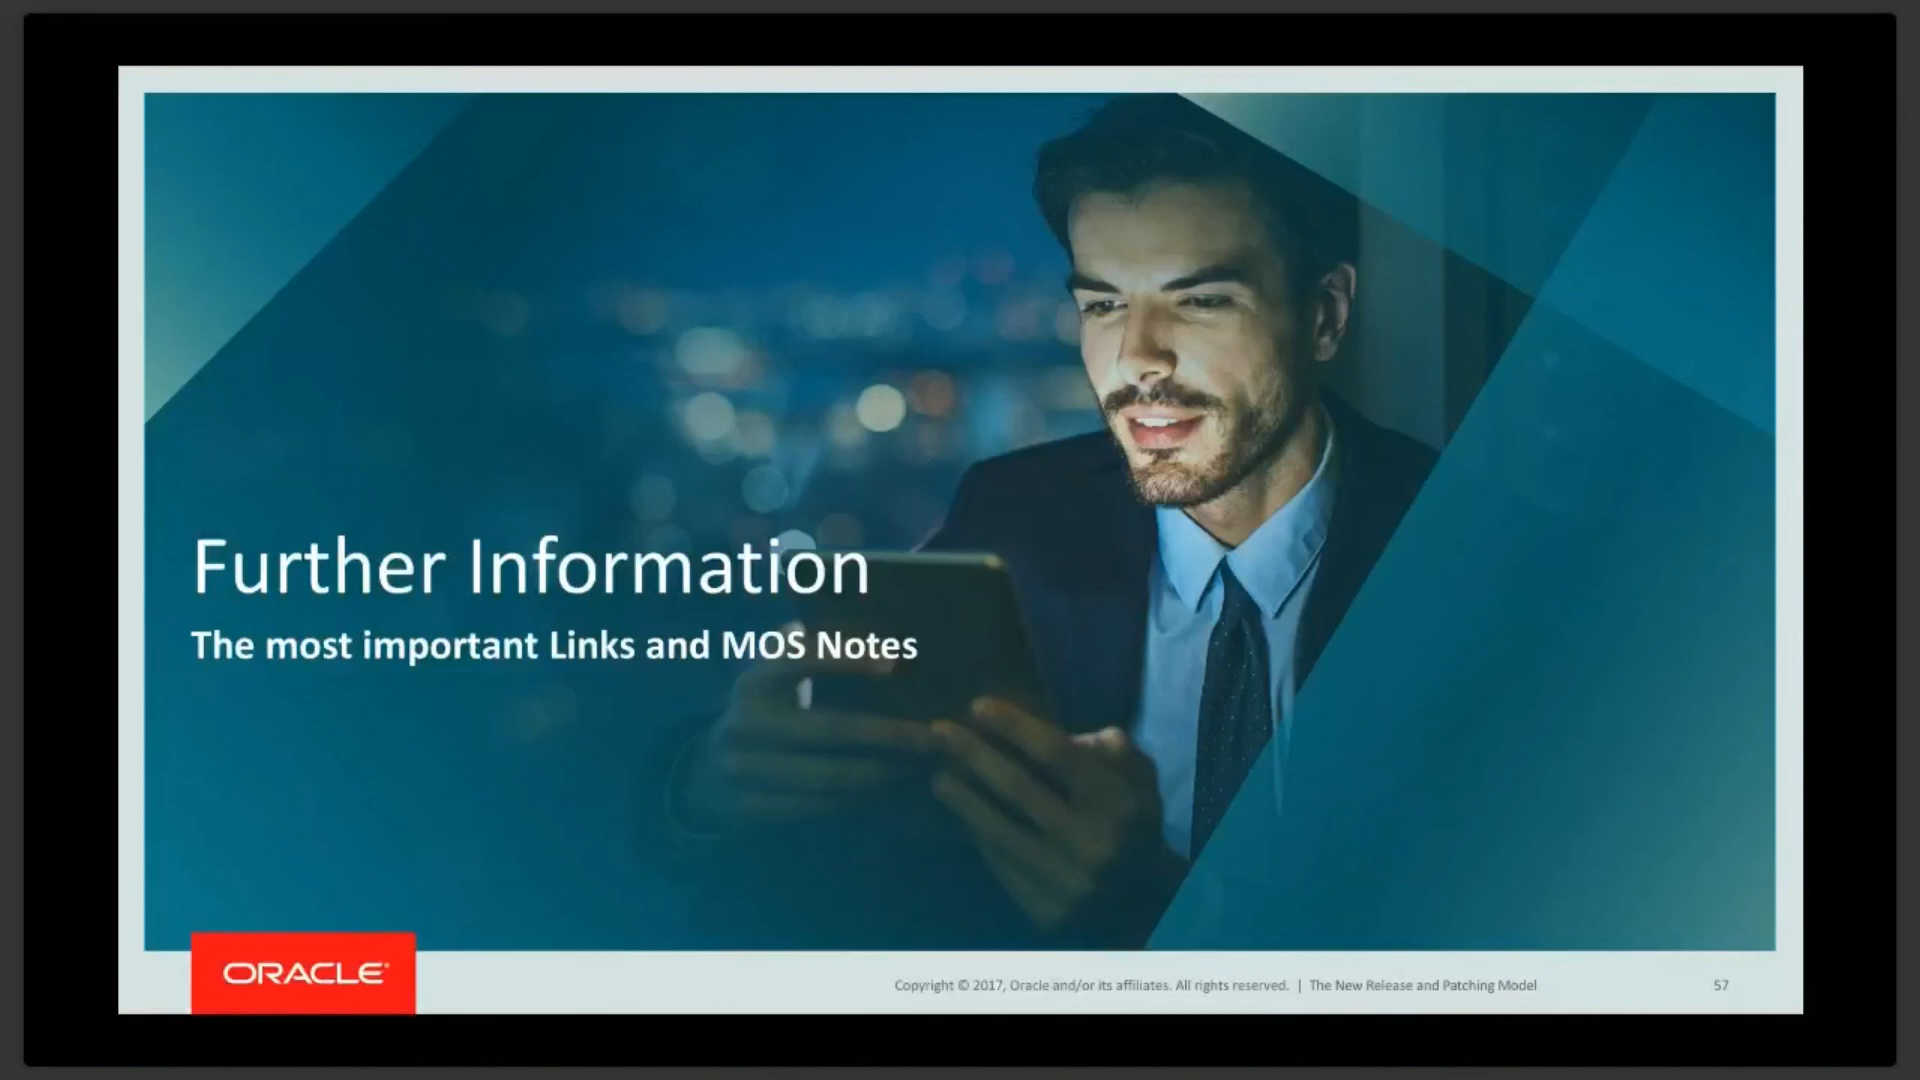 Further Information
The most important Links and MOS Notes
ORACLE®
Copyright © 2017, Oracle and/or its affiliates. All rights reserved. | The New Release and Patching Model 57